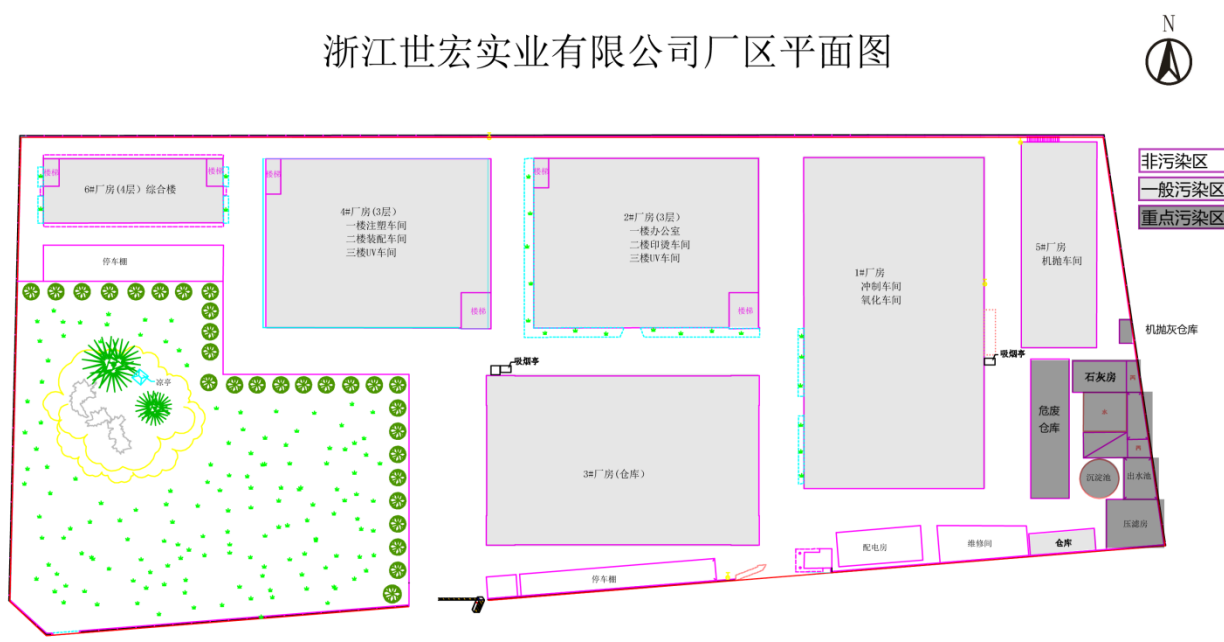 浙江世宏实业有限公司厂区平面图
N
非污染区
一般污染区
重点污染区
楼梯
楼梯
6#厂房(4层) 综合楼
停车棚
凉亭
楼梯
4#厂房(3层)
一楼注塑车间
二楼装配车间
三楼UV车间
楼梯
楼梯
2#厂房(3层)
一楼办公室
二楼印烫车间
三楼UV车间
楼梯
1#厂房
冲制车间
氧化车间
5#厂房
机抛车间
机抛灰仓库
吸烟亭
吸烟亭
3#厂房(仓库)
危废
仓库
石灰房
沉淀池
出水池
压滤房
配电房
维修间
仓库
停车棚